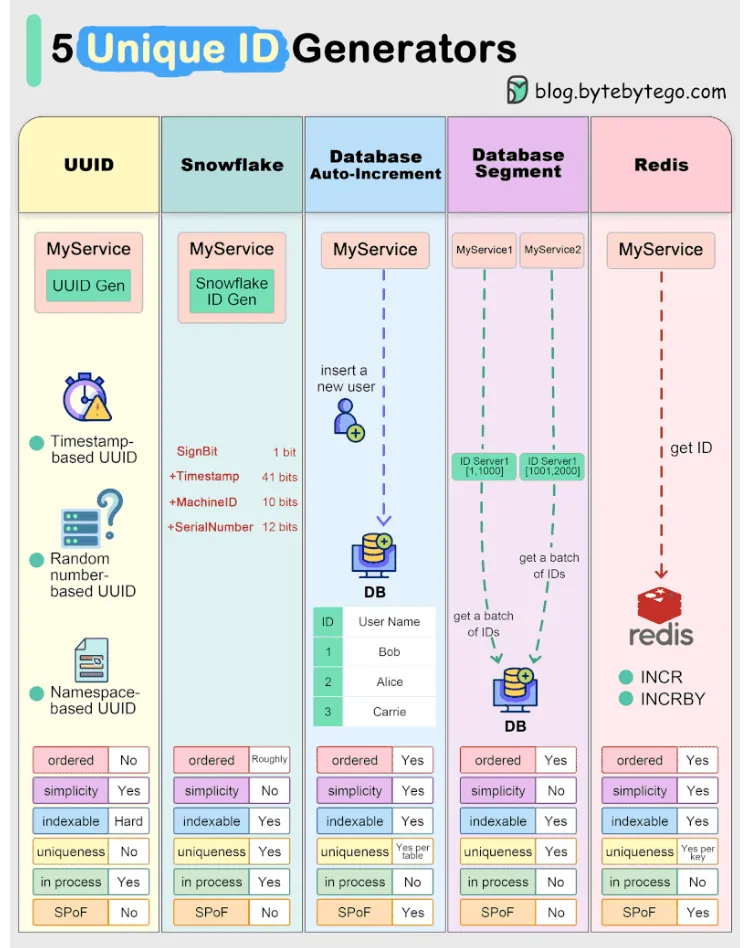 5 Unique ID Generators
blog.bytebytego.com
UUID
Snowflake
Database
Auto-Increment
Database
Segment
Redis
MyService
UUID Gen
Timestamp-
based UUID
Random
number-
based UUID
Namespace-
based UUID
ordered No
simplicity Yes
indexable Hard
uniqueness No
in process Yes
SPoF No
MyService
Snowflake
ID Gen
SignBit 1 bit
+Timestamp 41 bits
+MachineID 10 bits
+SerialNumber 12 bits
ordered Roughly
simplicity No
indexable Yes
uniqueness Yes
in process Yes
SPoF No
MyService
insert a
new user
DB
ID User Name
1 Bob
2 Alice
3 Carrie
ordered Yes
simplicity Yes
indexable Yes
uniqueness Yes per
table
in process No
SPoF Yes
MyService1 MyService2
ID Server1
[1,1000]
ID Server1
[1001,2000]
get a batch
of IDs
get a batch
of IDs
DB
ordered Yes
simplicity No
indexable Yes
uniqueness Yes
in process No
SPoF No
MyService
get ID
redis
INCR
INCRBY
ordered Yes
simplicity Yes
indexable Yes
uniqueness Yes per
key
in process No
SPoF Yes